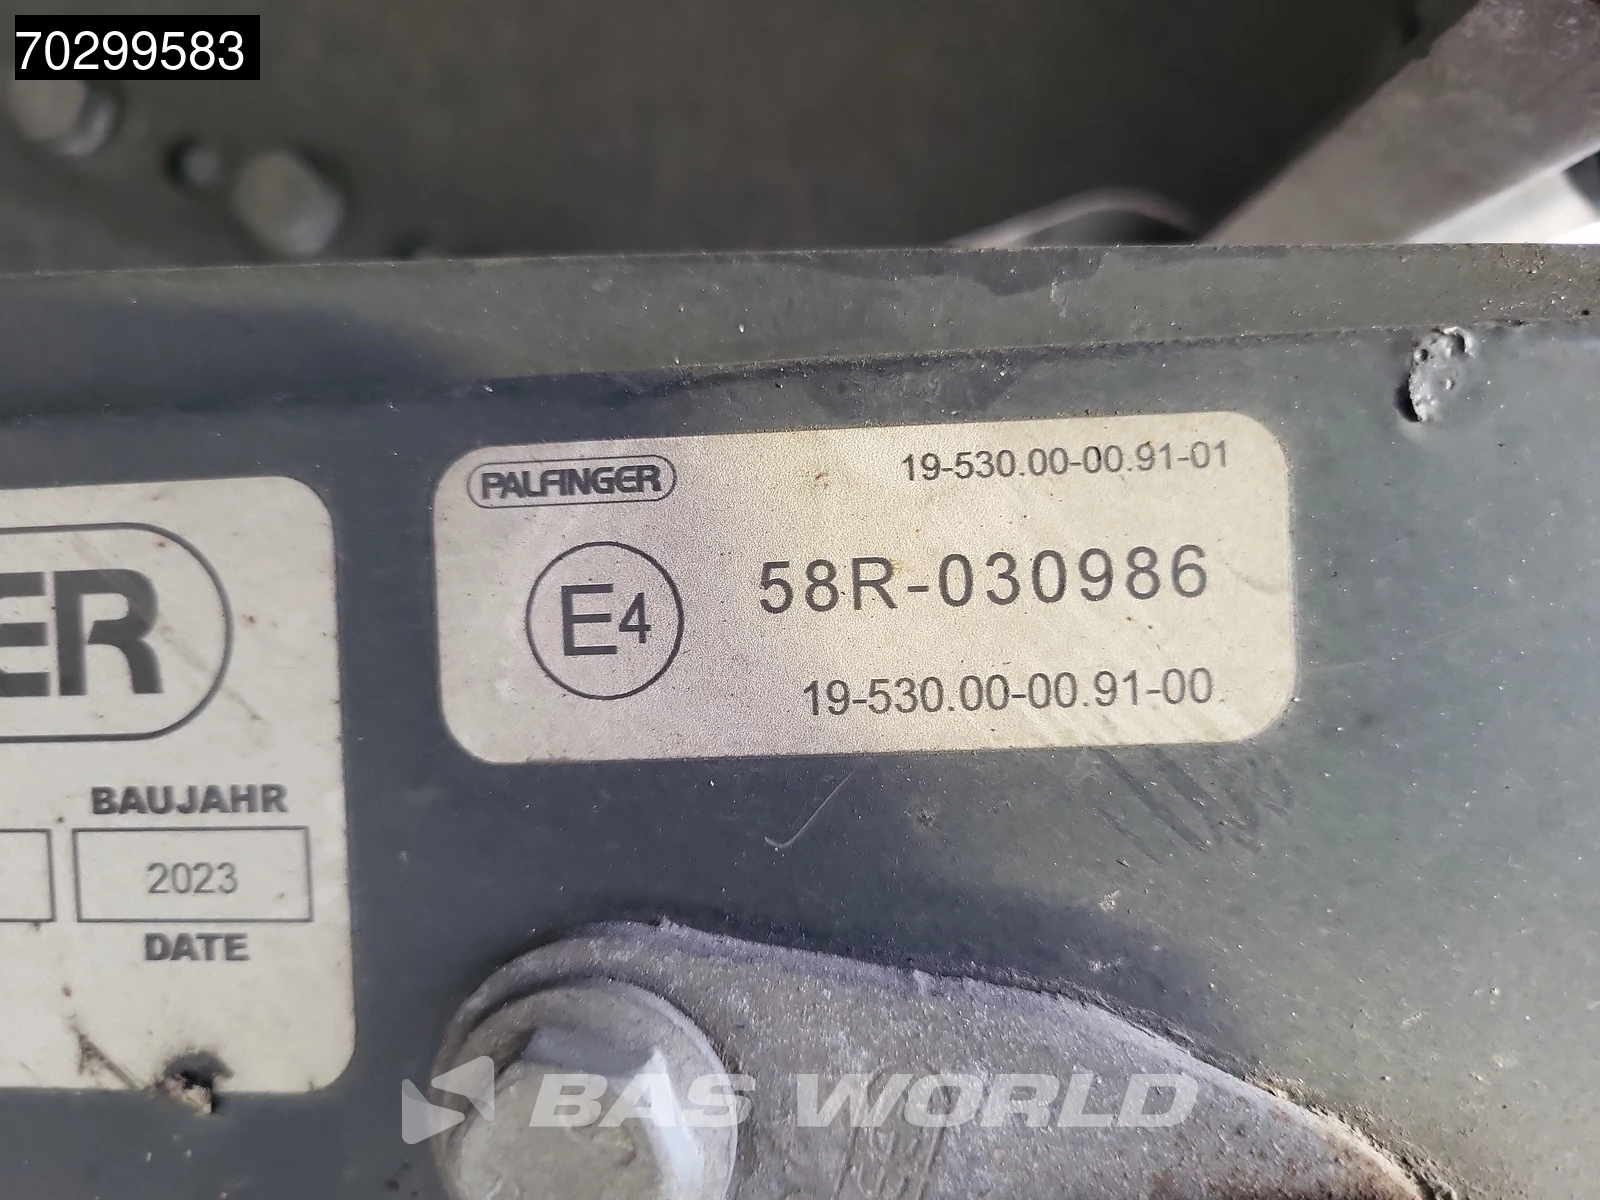 70299583
PALFINGER
19-530.00-00.91-01
E4
58R-030986
19-530.00-00.91-00
ER
BAUJAHR
2023
DATE
BAS WORLD